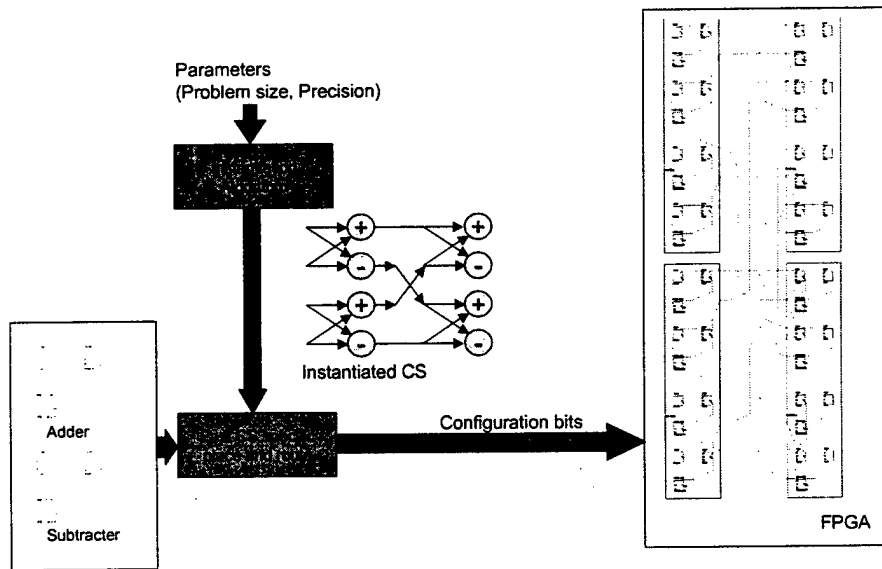 Parameters
(Problem size, Precision)
+
+
-
-
+
+
-
-
Instantiated CS
Adder
Subtracter
Configuration bits
FPGA